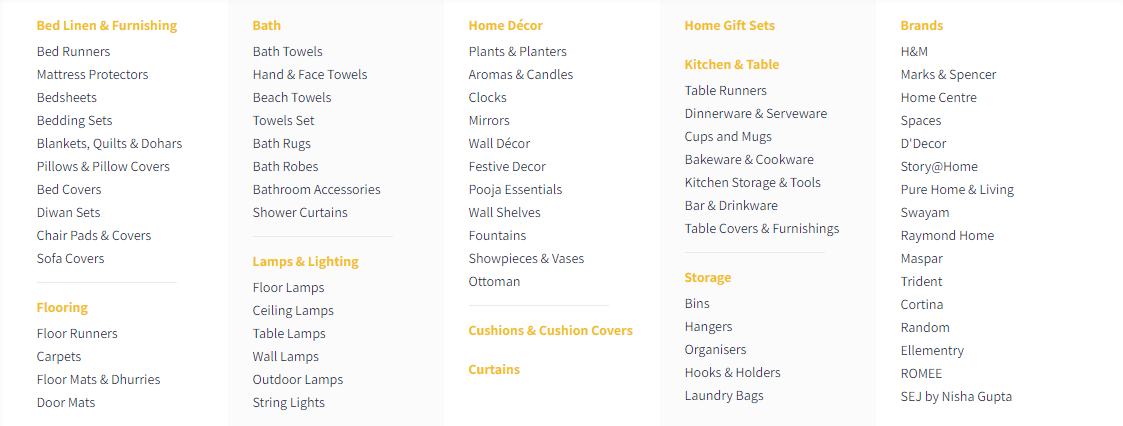 Bed Linen & Furnishing
Bed Runners
Mattress Protectors
Bedsheets
Bedding Sets
Blankets, Quilts & Dohars
Pillows & Pillow Covers
Bed Covers
Diwan Sets
Chair Pads & Covers
Sofa Covers
Flooring
Floor Runners
Carpets
Floor Mats & Dhurries
Door Mats
Bath
Bath Towels
Hand & Face Towels
Beach Towels
Towels Set
Bath Rugs
Bath Robes
Bathroom Accessories
Shower Curtains
Lamps & Lighting
Floor Lamps
Ceiling Lamps
Table Lamps
Wall Lamps
Outdoor Lamps
String Lights
Home Décor
Plants & Planters
Aromas & Candles
Clocks
Mirrors
Wall Décor
Festive Decor
Pooja Essentials
Wall Shelves
Fountains
Showpieces & Vases
Ottoman
Cushions & Cushion Covers
Curtains
Home Gift Sets
Kitchen & Table
Table Runners
Dinnerware & Serveware
Cups and Mugs
Bakeware & Cookware
Kitchen Storage & Tools
Bar & Drinkware
Table Covers & Furnishings
Storage
Bins
Hangers
Organisers
Hooks & Holders
Laundry Bags
Brands
H&M
Marks & Spencer
Home Centre
Spaces
D'Decor
Story@Home
Pure Home & Living
Swayam
Raymond Home
Maspar
Trident
Cortina
Random
Ellementry
ROMEE
SEJ by Nisha Gupta